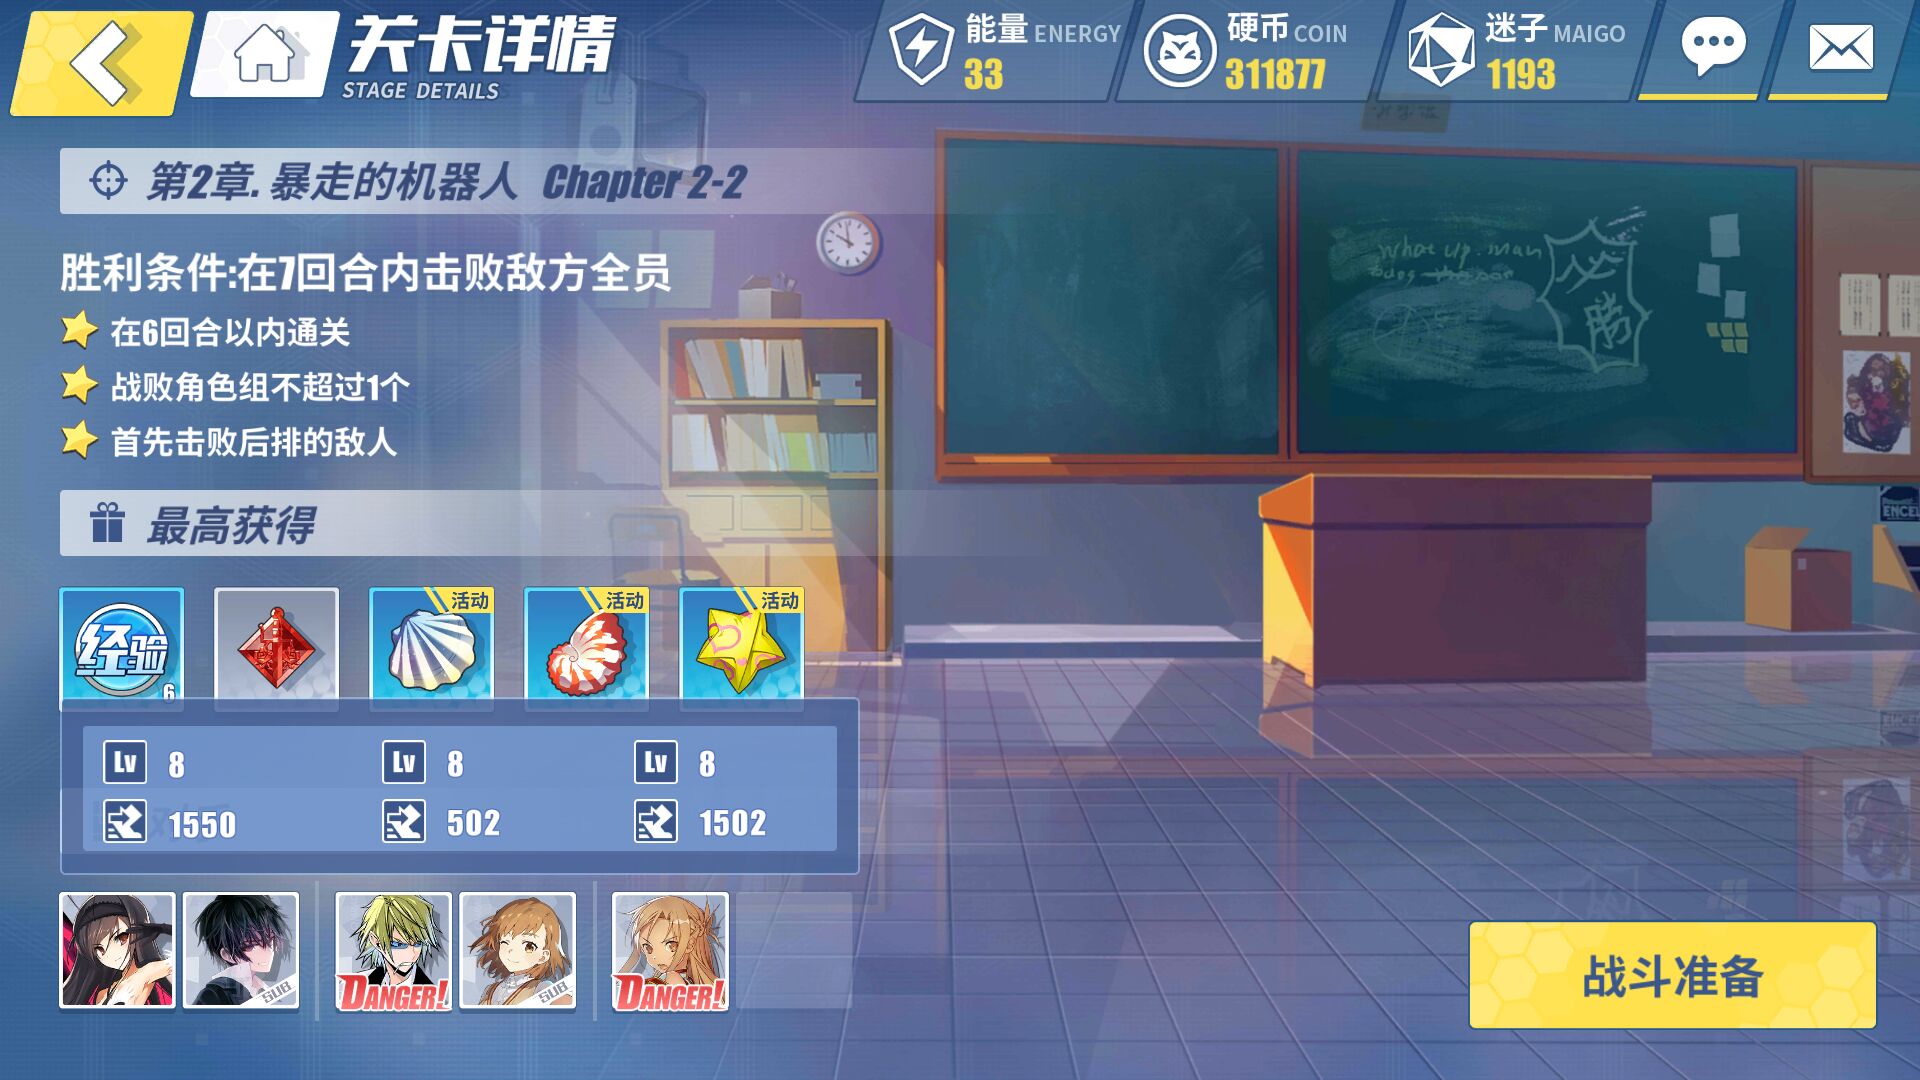 关卡详情
STAGE DETAILS
能量 ENERGY
33
硬币 COIN
311877
迷子 MAIGO
1193
第2章.暴走的机器人 Chapter 2-2
胜利条件:在7回合内击败敌方全员
在6回合以内通关
战败角色组不超过1个
首先击败后排的敌人
what up. man
必
勝
最高获得
经验
6
活动
活动
活动
Lv 8
Lv 8
Lv 8
1550
502
1502
SUB
DANGER!
SUB
DANGER!
战斗准备